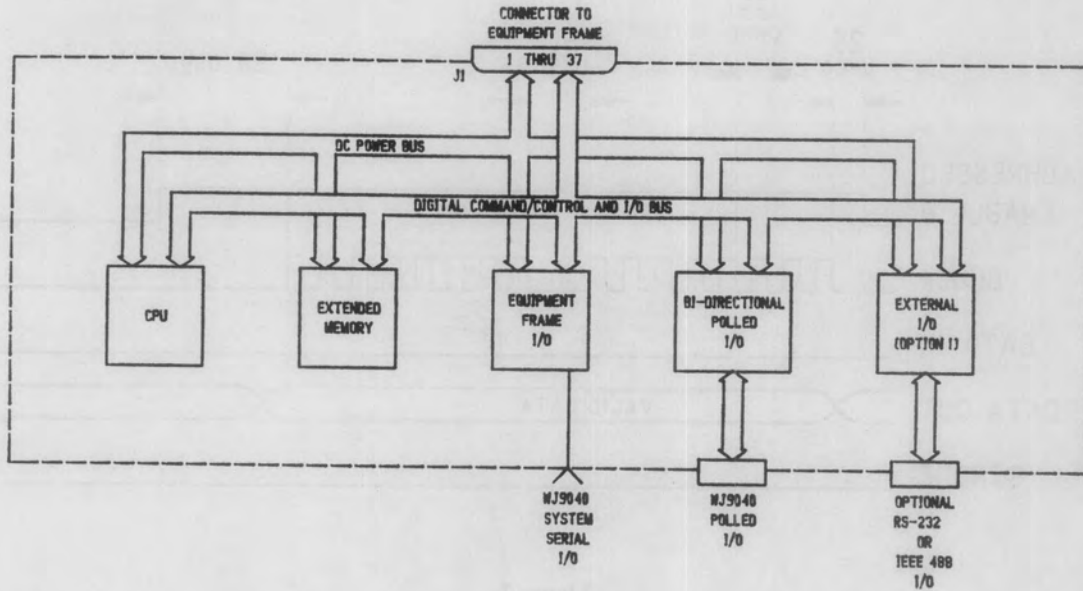 CONNECTOR TO
EQUIPMENT FRAME
1 THRU 37
J1
DC POWER BUS
DIGITAL COMMAND/CONTROL AND I/O BUS
CPU
EXTENDED
MEMORY
EQUIPMENT
FRAME
I/O
BI-DIRECTIONAL
POLLED
I/O
EXTERNAL
I/O
(OPTION 1)
WJ9040
SYSTEM
SERIAL
I/O
WJ9040
POLLED
I/O
OPTIONAL
RS-232
OR
IEEE 488
I/O